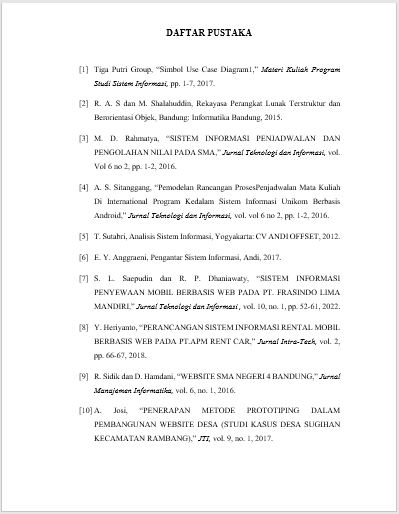 DAFTAR PUSTAKA
[1] Tiga Putri Group, “Simbol Use Case Diagram1,” Materi Kuliah Program
Studi Sistem Informasi, pp. 1-7, 2017.
[2] R. A. S dan M. Shalahuddin, Rekayasa Perangkat Lunak Terstruktur dan
Berorientasi Objek, Bandung: Informatika Bandung, 2015.
[3] M. D. Rahmatya, “SISTEM INFORMASI PENJADWALAN DAN
PENGOLAHAN NILAI PADA SMA,” Jurnal Teknologi dan Informasi, vol.
Vol 6 no 2, pp. 1-2, 2016.
[4] A. S. Sitanggang, “Pemodelan Rancangan ProsesPenjadwalan Mata Kuliah
Di International Program Kedalam Sistem Informasi Unikom Berbasis
Android,” Jurnal Teknologi dan Informasi, vol. vol 6 no 2, pp. 1-2, 2016.
[5] T. Sutabri, Analisis Sistem Informasi, Yogyakarta: CV ANDI OFFSET, 2012.
[6] E. Y. Anggraeni, Pengantar Sistem Informasi, Andi, 2017.
[7] S. L. Saepudin dan R. P. Dhaniawaty, “SISTEM INFORMASI
PENYEWAAN MOBIL BERBASIS WEB PADA PT. FRASINDO LIMA
MANDIRI,” Jurnal Teknologi dan Informasi , vol. 10, no. 1, pp. 52-61, 2022.
[8] Y. Heriyanto, “PERANCANGAN SISTEM INFORMASI RENTAL MOBIL
BERBASIS WEB PADA PT.APM RENT CAR,” Jurnal Intra-Tech, vol. 2,
pp. 66-67, 2018.
[9] R. Sidik dan D. Hamdani, “WEBSITE SMA NEGERI 4 BANDUNG,” Jurnal
Manajaman Informatika, vol. 6, no. 1, 2016.
[10] A. Josi, “PENERAPAN METODE PROTOTIPING DALAM
PEMBANGUNAN WEBSITE DESA (STUDI KASUS DESA SUGIHAN
KECAMATAN RAMBANG),” JTI, vol. 9, no. 1, 2017.